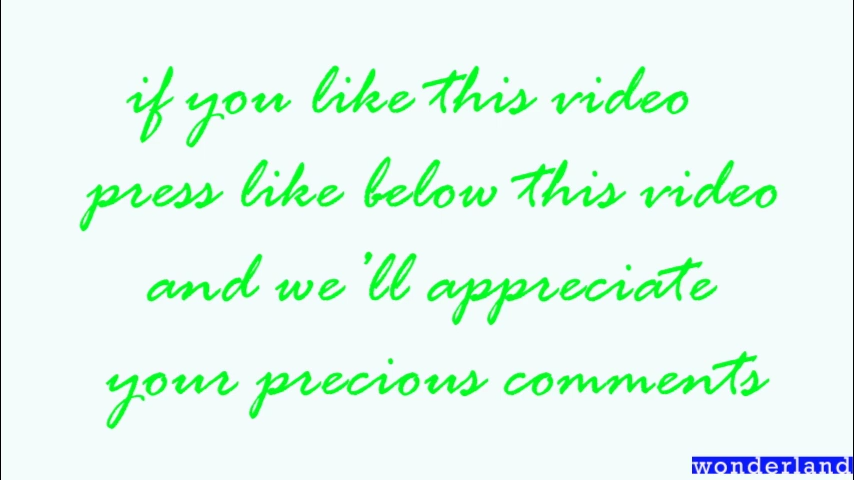 if you like this video
press like below this video
and we'll appreciate
your precious comments
wonderland